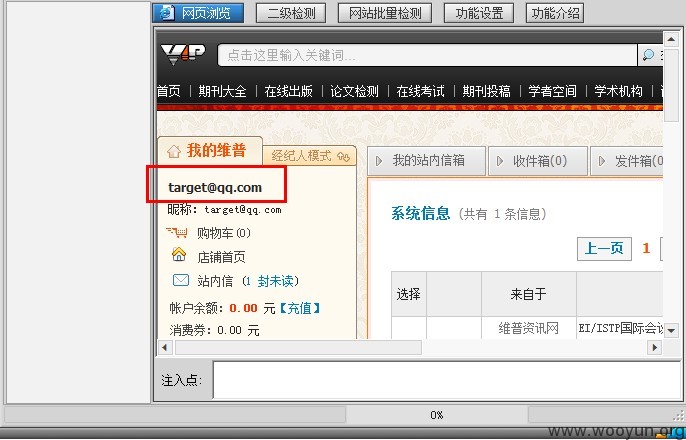 网页浏览 二级检测 网站批量检测 功能设置 功能介绍
VIP 点击这里输入关键词...
首页 | 期刊大全 | 在线出版 | 论文检测 | 在线考试 | 期刊投稿 | 学者空间 | 学术机构 |
我的维普 经纪人模式
我的站内信箱 收件箱(0) 发件箱(0
target@qq.com
昵称：target@qq.com
购物车(0)
店铺首页
站内信（1 封未读）
帐户余额：0.00 元【充值】
消费券：0.00 元
系统信息（共有 1 条信息）
上一页 1
选择 来自于
维普资讯网 EI/ISTP国际会议
注入点:
0%
www.wooyun.org